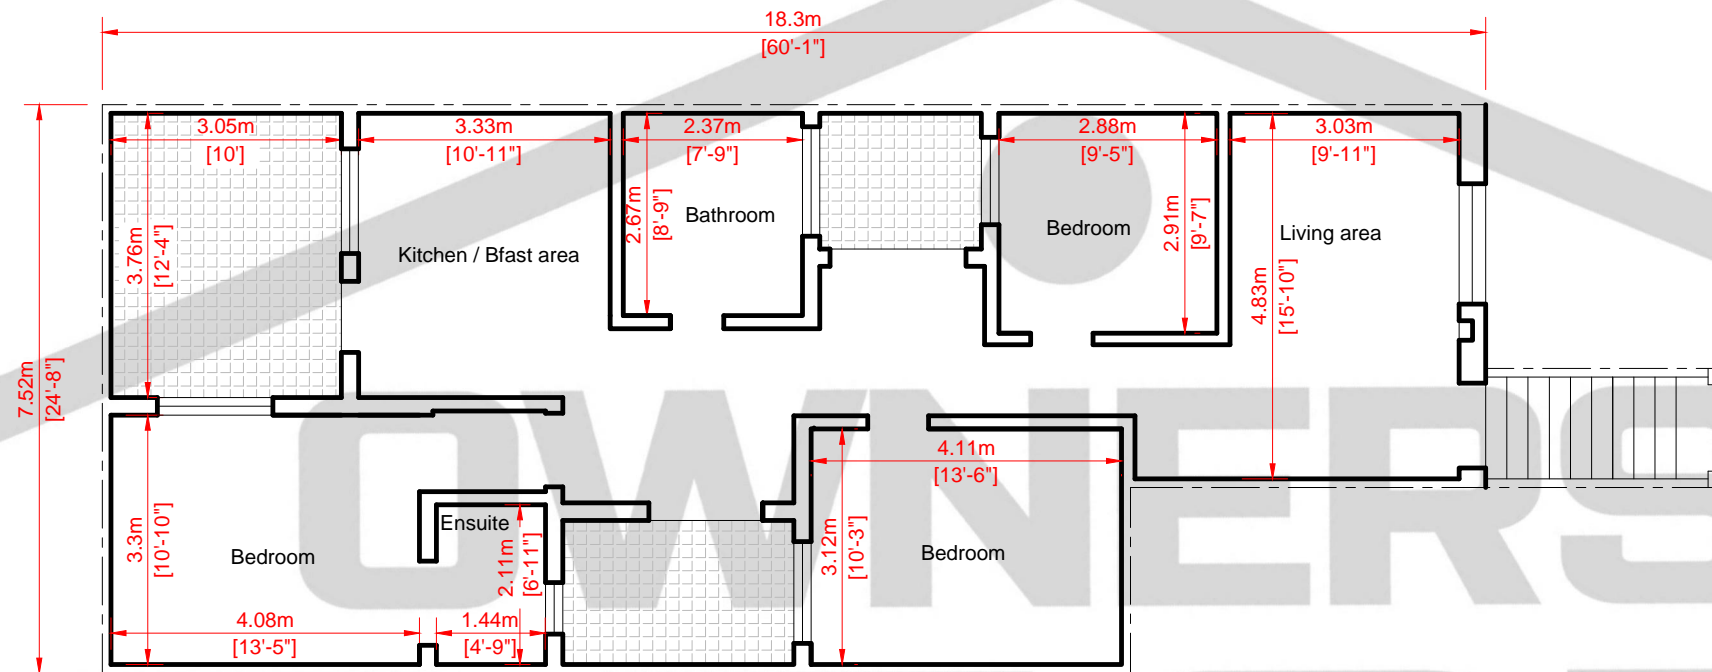 18.3m
[60'-1"]
3.05m
[10']
3.33m
[10'-11"]
2.37m
[7'-9"]
2.88m
[9'-5"]
3.03m
[9'-11"]
7.52m
[24'-8"]
3.76m
[12'-4"]
Kitchen / Bfast area
2.67m
[8'-9"]
Bathroom
Bedroom
2.91m
[9'-7"]
Living area
4.83m
[15'-10"]
OWNERS
4.11m
[13'-6"]
3.3m
[10'-10"]
Bedroom
Ensuite
2.11m
[6'-11"]
3.12m
[10'-3"]
Bedroom
4.08m
[13'-5"]
1.44m
[4'-9"]